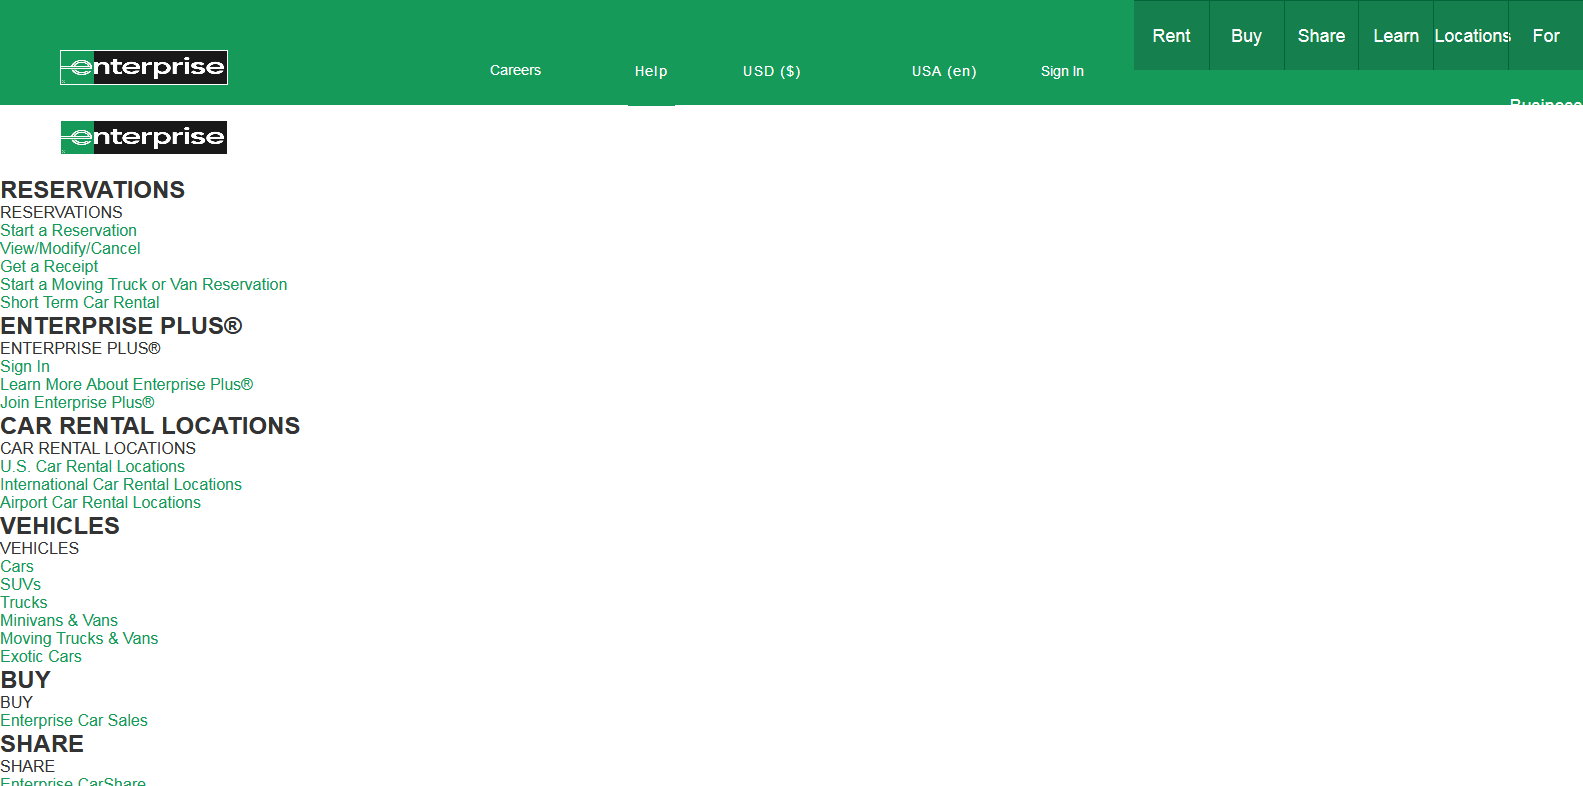 Rent
Buy
Share
Learn
Locations
For
Business
enterprise
Careers
Help
USD ($)
USA (en)
Sign In
enterprise
RESERVATIONS
RESERVATIONS
Start a Reservation
View/Modify/Cancel
Get a Receipt
Start a Moving Truck or Van Reservation
Short Term Car Rental
ENTERPRISE PLUS®
ENTERPRISE PLUS®
Sign In
Learn More About Enterprise Plus®
Join Enterprise Plus®
CAR RENTAL LOCATIONS
CAR RENTAL LOCATIONS
U.S. Car Rental Locations
International Car Rental Locations
Airport Car Rental Locations
VEHICLES
VEHICLES
Cars
SUVs
Trucks
Minivans & Vans
Moving Trucks & Vans
Exotic Cars
BUY
BUY
Enterprise Car Sales
SHARE
SHARE
Enterprise CarShare